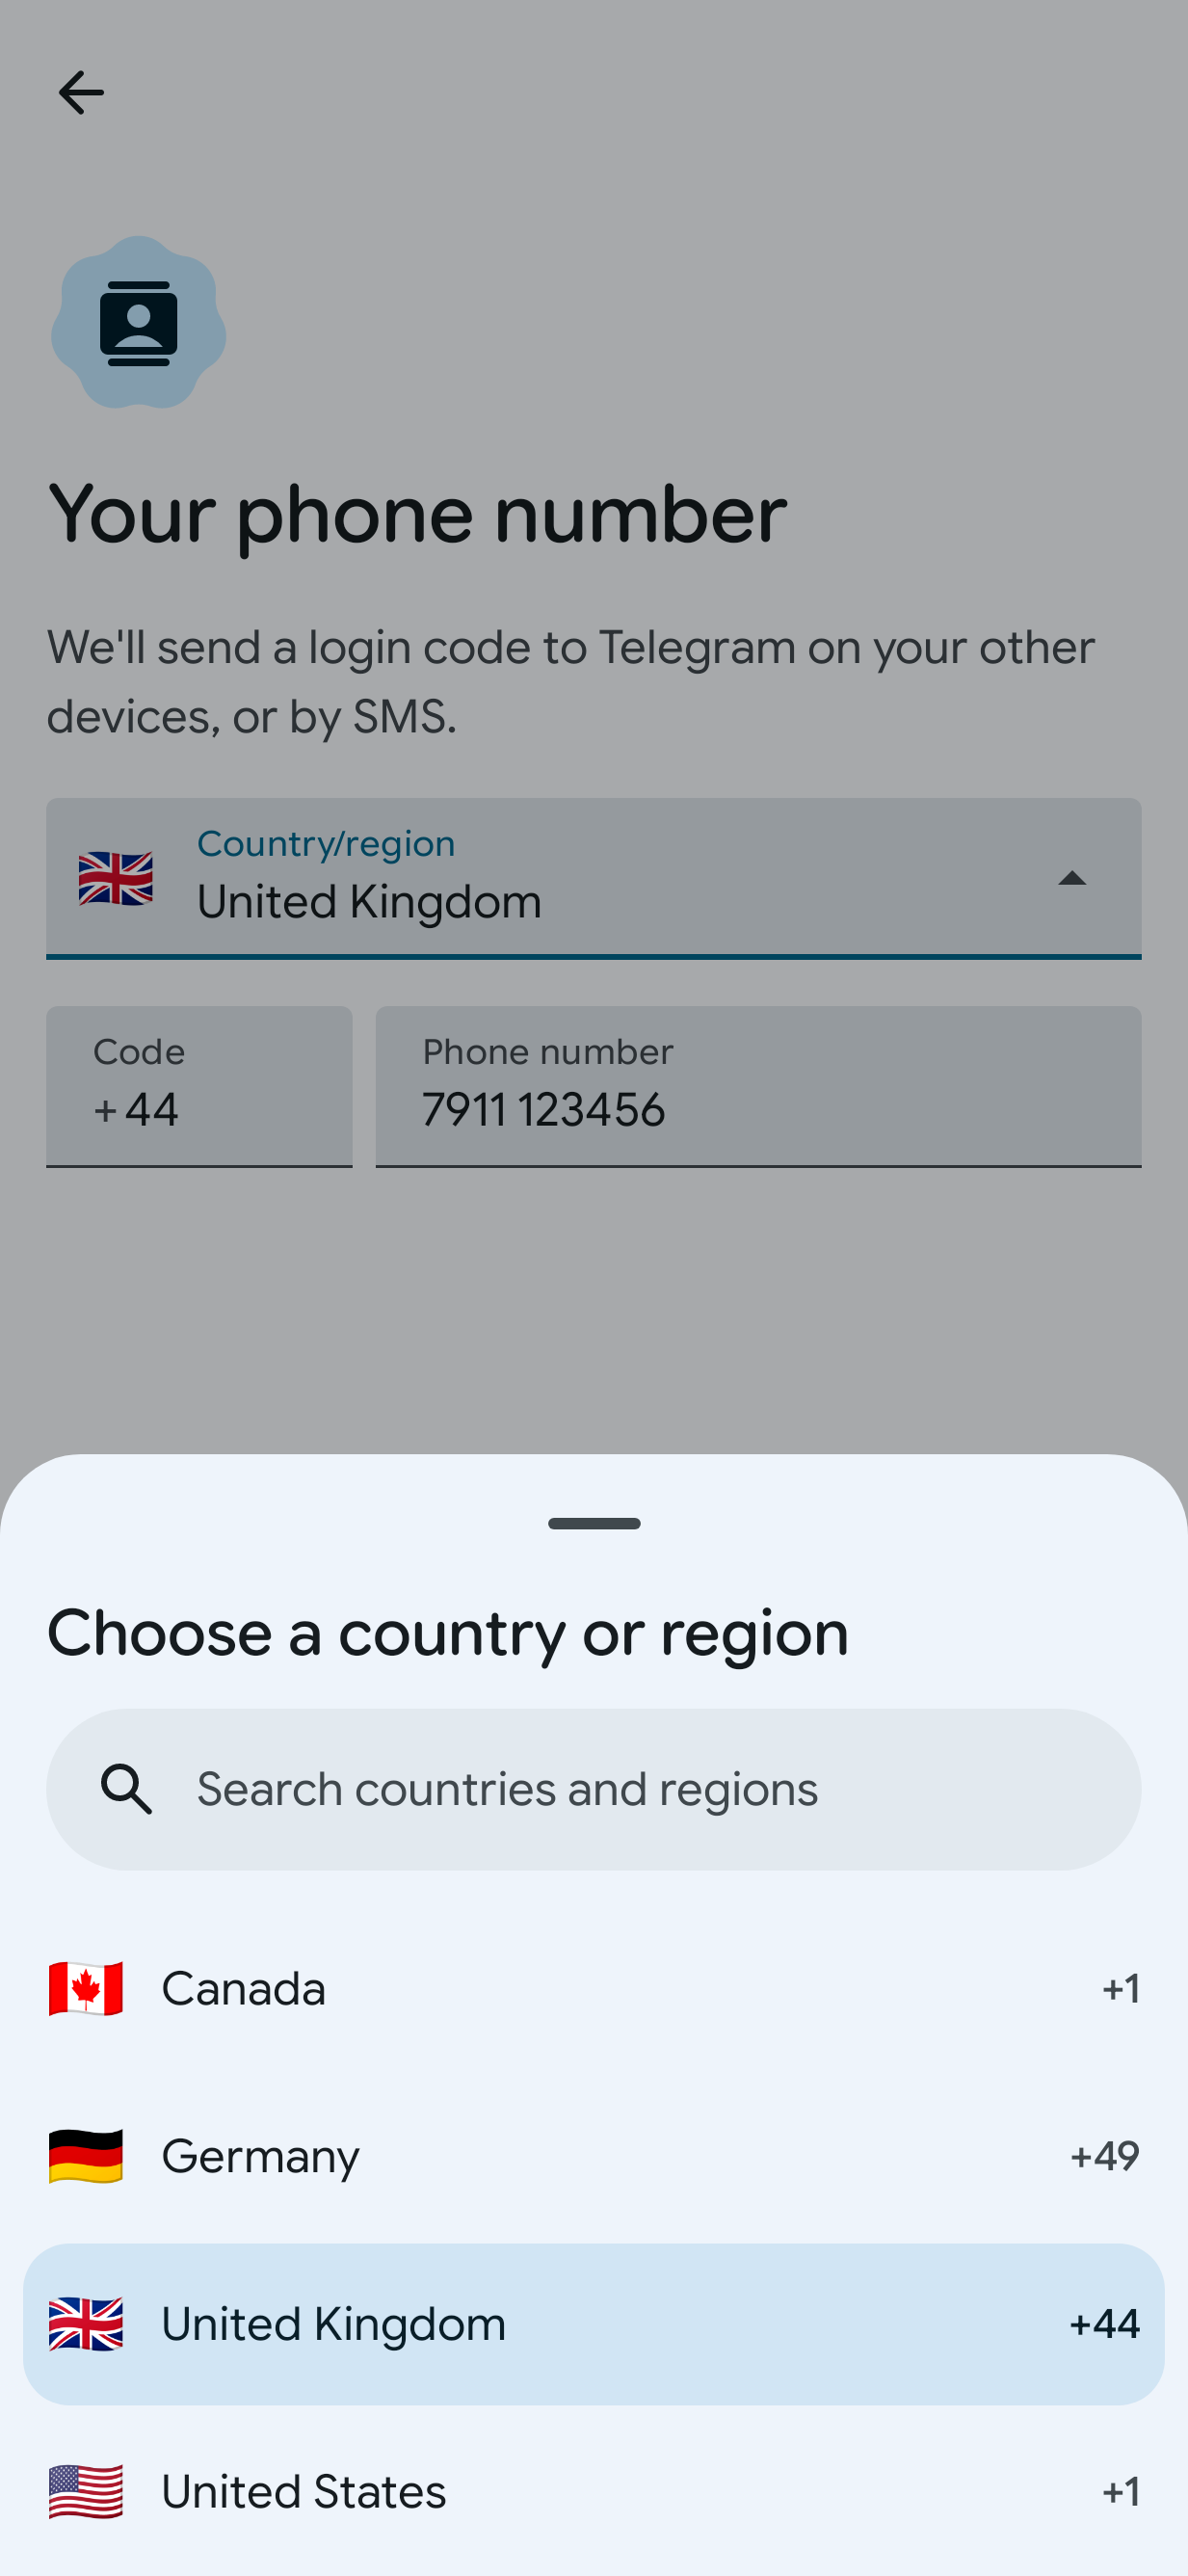 Your phone number
We'll send a login code to Telegram on your other
devices, or by SMS.
Country/region
United Kingdom
Code
+44
Phone number
7911 123456
Choose a country or region
Search countries and regions
Canada +1
Germany +49
United Kingdom +44
United States +1